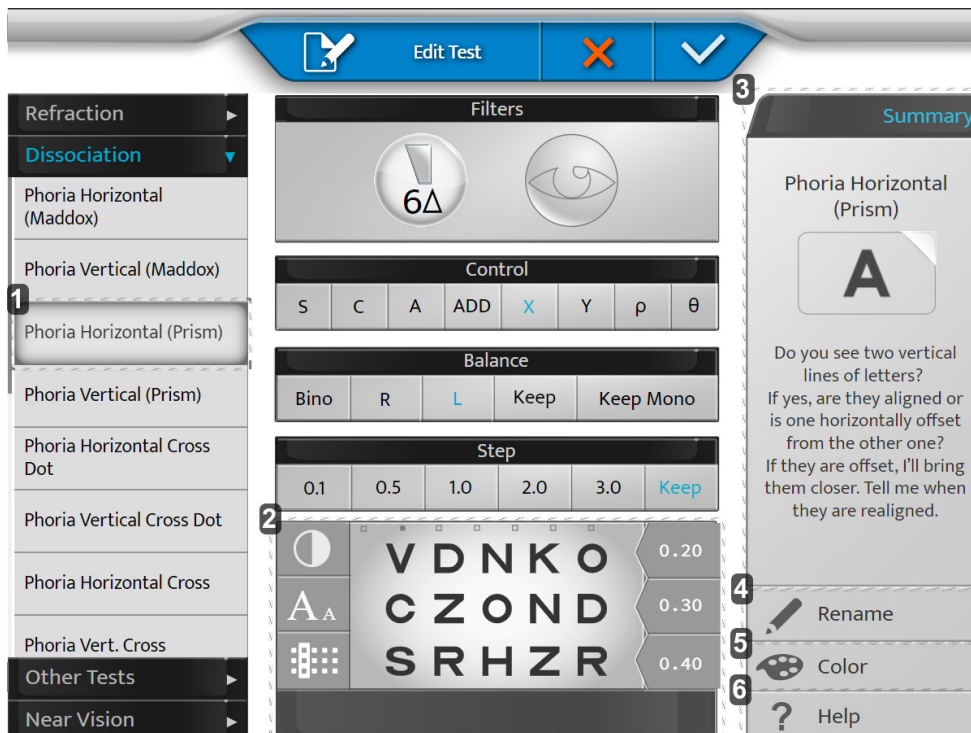 Edit Test
3
Refraction
Filters
Summary
Dissociation
Phoria Horizontal
(Maddox)
6Δ
Phoria Horizontal
(Prism)
A
Phoria Vertical (Maddox)
Control
1
S C A ADD X Y ρ θ
Phoria Horizontal (Prism)
Do you see two vertical
lines of letters?
If yes, are they aligned or
is one horizontally offset
from the other one?
If they are offset, I'll bring
them closer. Tell me when
they are realigned.
Balance
Phoria Vertical (Prism)
Bino R L Keep Keep Mono
Phoria Horizontal Cross
Dot
Step
0.1 0.5 1.0 2.0 3.0 Keep
Phoria Vertical Cross Dot
2
V D N K O 0.20
Phoria Horizontal Cross
4
A A C Z O N D 0.30
Rename
Phoria Vert. Cross
5
S R H Z R 0.40
Color
Other Tests
6
Near Vision
? Help